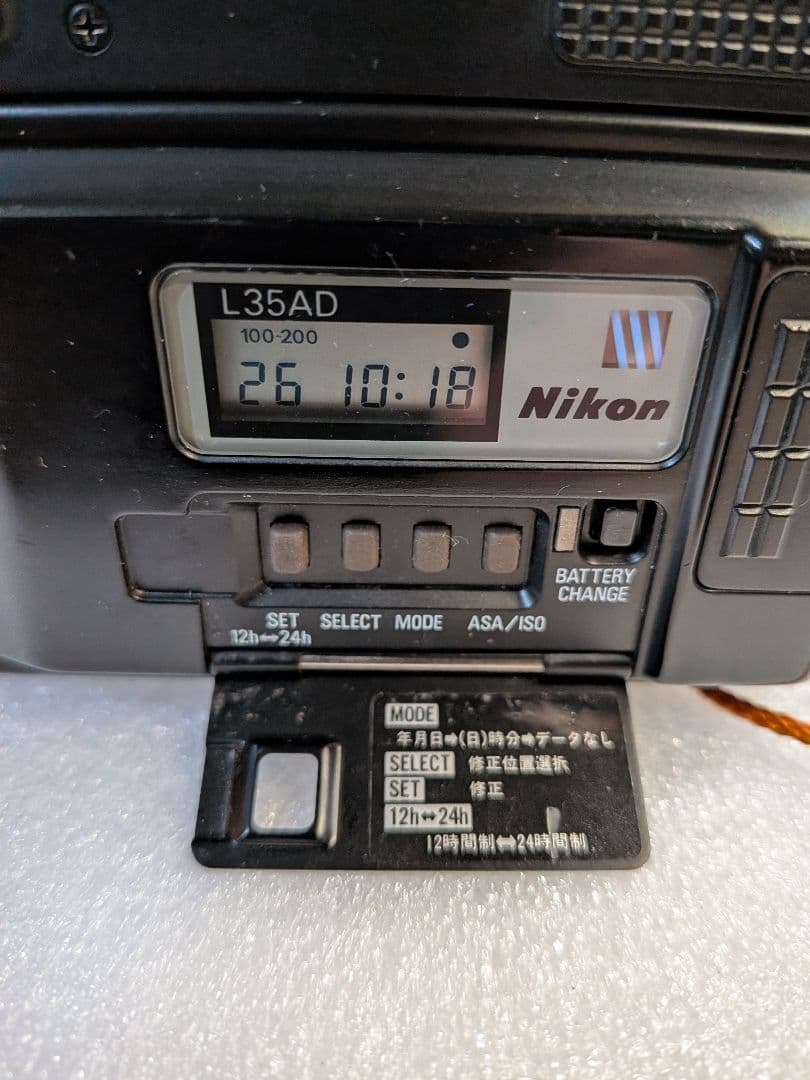 L35AD
100-200
26 10:18
Nikon
BATTERY
CHANGE
SET SELECT MODE ASA/ISO
12h↔24h
MODE
年月日➡(日)時分➡データなし
SELECT 修正位置選択
SET 修正
12h↔24h
12時間制↔24時間制